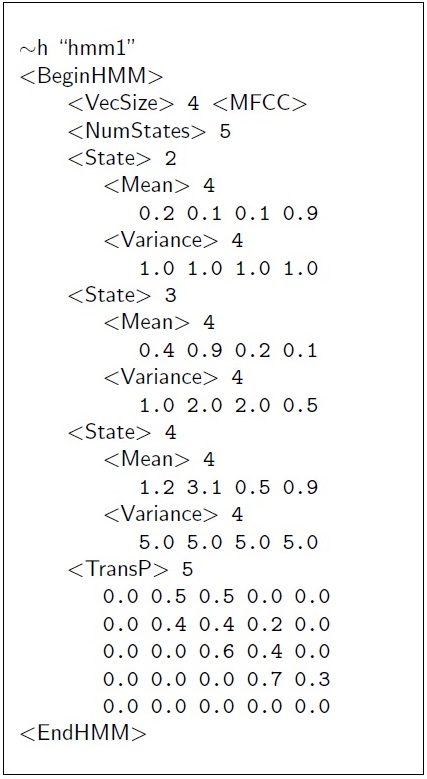 ∼h “hmm1”
<BeginHMM>
<VecSize> 4 <MFCC>
<NumStates> 5
<State> 2
<Mean> 4
0.2 0.1 0.1 0.9
<Variance> 4
1.0 1.0 1.0 1.0
<State> 3
<Mean> 4
0.4 0.9 0.2 0.1
<Variance> 4
1.0 2.0 2.0 0.5
<State> 4
<Mean> 4
1.2 3.1 0.5 0.9
<Variance> 4
5.0 5.0 5.0 5.0
<TransP> 5
0.0 0.5 0.5 0.0 0.0
0.0 0.4 0.4 0.2 0.0
0.0 0.0 0.6 0.4 0.0
0.0 0.0 0.0 0.7 0.3
0.0 0.0 0.0 0.0 0.0
<EndHMM>